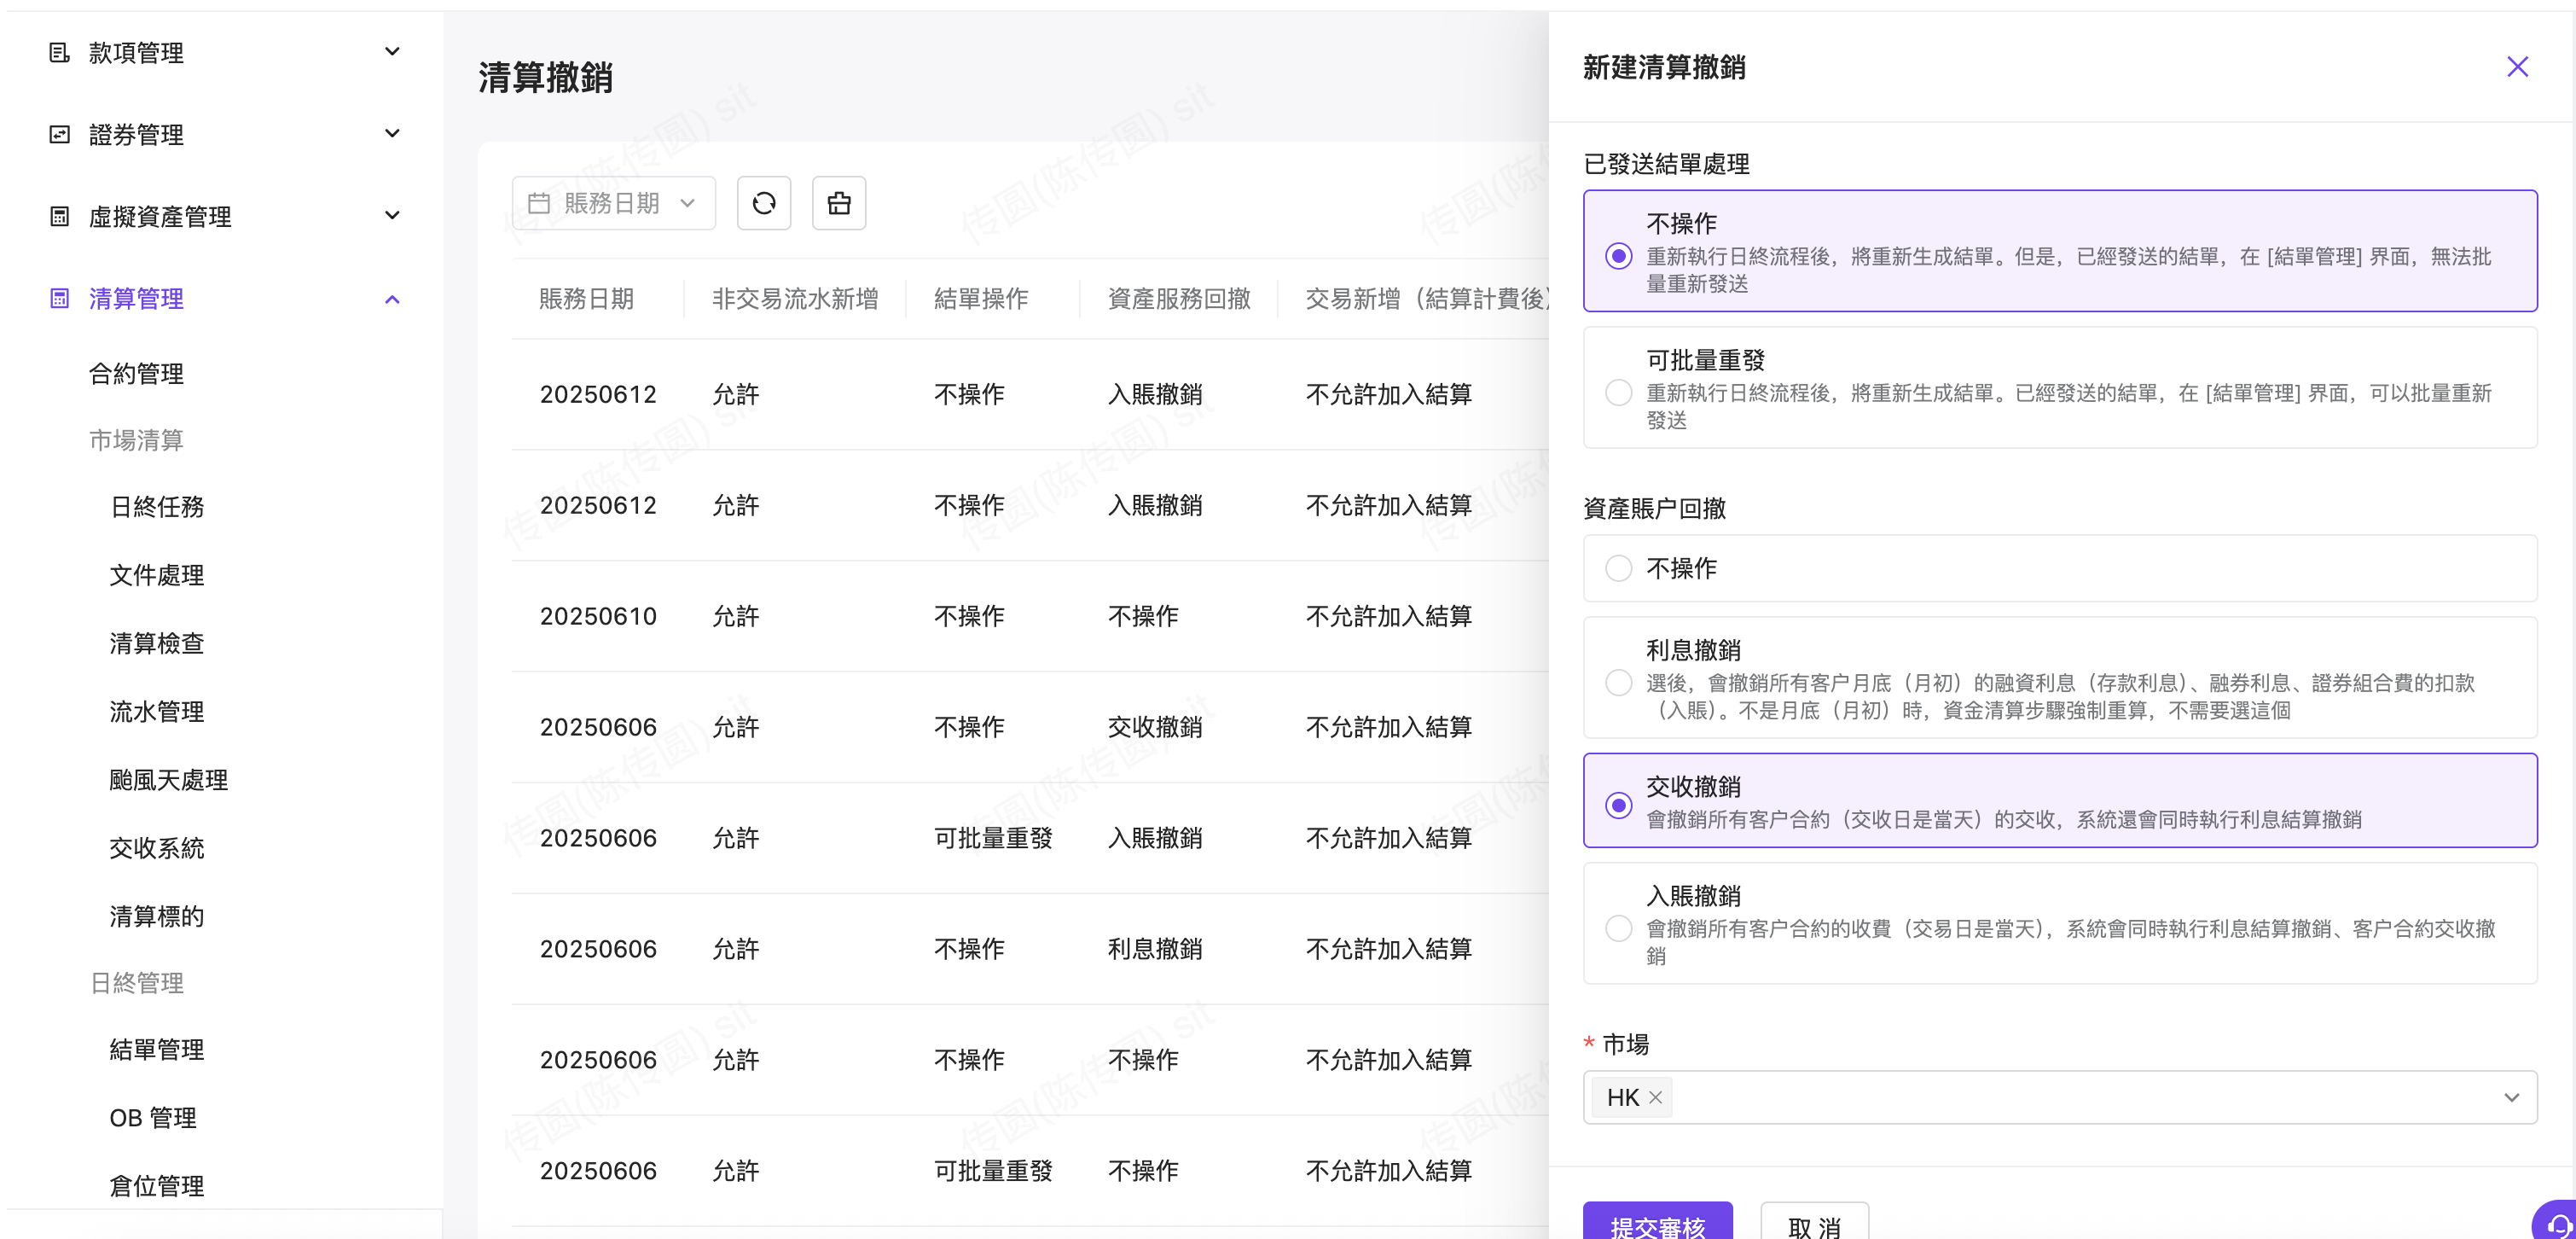 款項管理
證券管理
虛擬資產管理
清算管理
合約管理
市場清算
日終任務
文件處理
清算檢查
流水管理
颱風天處理
交收系統
清算標的
日終管理
結單管理
OB 管理
倉位管理
清算撤銷
賬務日期
賬務日期 非交易流水新增 結單操作 資產服務回撤 交易新增（結算計費後）
20250612 允許 不操作 入賬撤銷 不允許加入結算
20250612 允許 不操作 入賬撤銷 不允許加入結算
20250610 允許 不操作 不操作 不允許加入結算
20250606 允許 不操作 交收撤銷 不允許加入結算
20250606 允許 可批量重發 入賬撤銷 不允許加入結算
20250606 允許 不操作 利息撤銷 不允許加入結算
20250606 允許 不操作 不操作 不允許加入結算
20250606 允許 可批量重發 不操作 不允許加入結算
传圆(陈传圆) sit
新建清算撤銷
已發送結單處理
不操作
重新執行日終流程後，將重新生成結單。但是，已經發送的結單，在 [結單管理] 界面，無法批
量重新發送
可批量重發
重新執行日終流程後，將重新生成結單。已經發送的結單，在 [結單管理] 界面，可以批量重新
發送
資產賬户回撤
不操作
利息撤銷
選後，會撤銷所有客户月底（月初）的融資利息（存款利息）、融券利息、證券組合費的扣款
（入賬）。不是月底（月初）時，資金清算步驟強制重算，不需要選這個
交收撤銷
會撤銷所有客户合約（交收日是當天）的交收，系統還會同時執行利息結算撤銷
入賬撤銷
會撤銷所有客户合約的收費（交易日是當天），系統會同時執行利息結算撤銷、客户合約交收撤
銷
* 市場
HK
提交審核
取 消